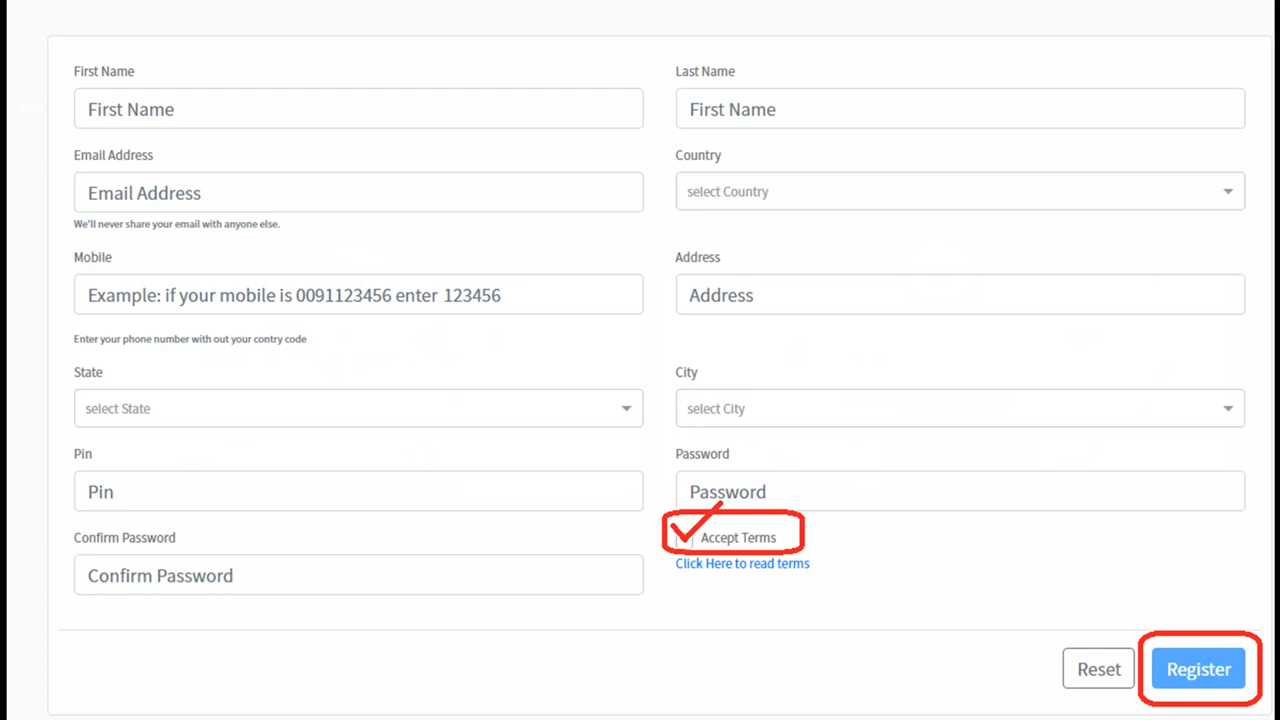 First Name
Last Name
First Name
First Name
Email Address
Country
Email Address
select Country
We'll never share your email with anyone else.
Mobile
Address
Example: if your mobile is 0091123456 enter 123456
Address
Enter your phone number with out your contry code
State
City
select State
select City
Pin
Password
Pin
Password
Confirm Password
Accept Terms
Confirm Password
Click Here to read terms
Reset
Register